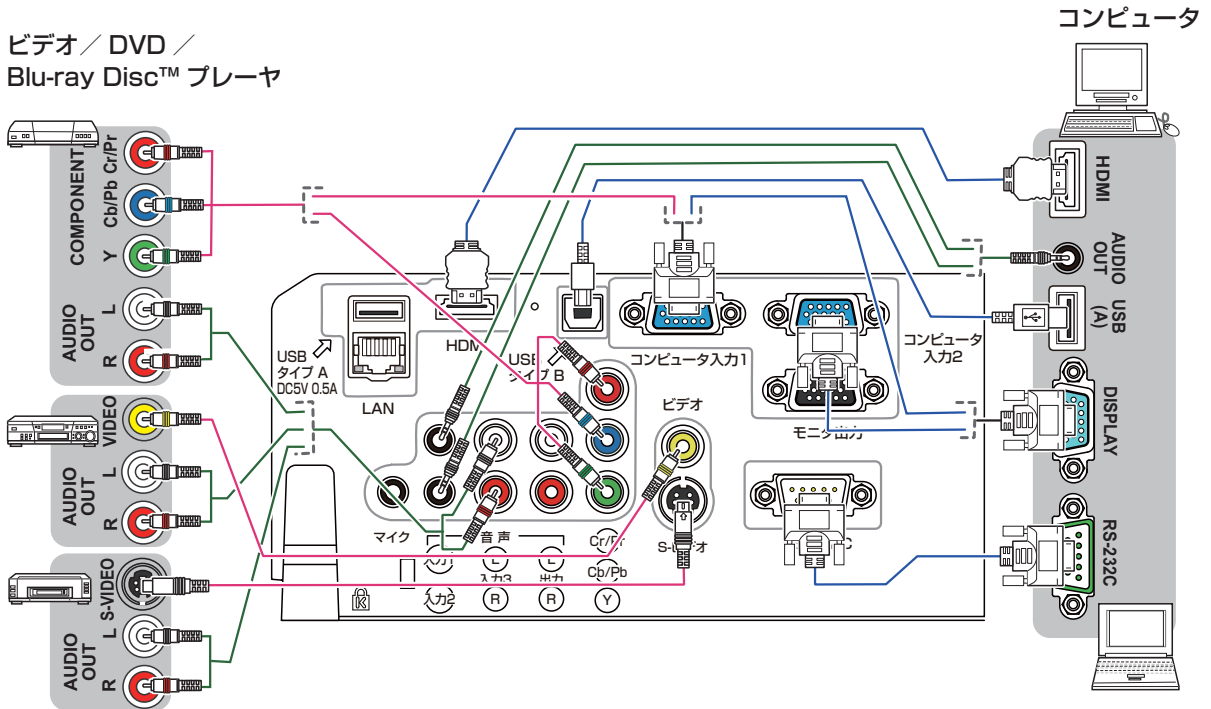 コンピュータ
ビデオ／ DVD ／
Blu-ray Disc™ プレーヤ
COMPONENT
Cr/Pr
Cb/Pb
Y
AUDIO OUT
L
R
VIDEO
AUDIO OUT
L
R
S-VIDEO
AUDIO OUT
L
R
USB
タイプ A
DC5V 0.5A
LAN
HDM
USB
タイプ B
コンピュータ入力1
コンピュータ
入力2
ビデオ
モニタ出力
マイク
音 声
入力1
入力2
L
入力3
R
L
出力
R
Cr/Pr
Cb/Pb
Y
S-ビデオ
C
K
HDMI
AUDIO OUT
USB (A)
DISPLAY
RS-232C